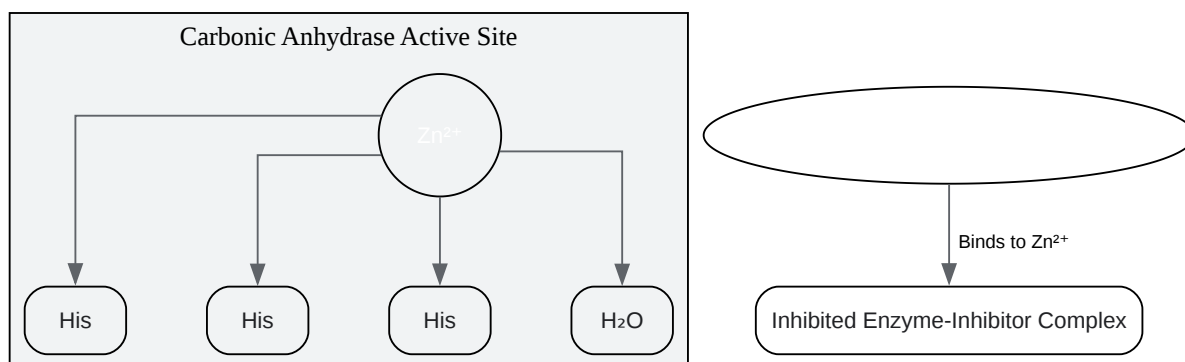 Carbonic Anhydrase Active Site
Zn²⁺
Binds to Zn²⁺
His
His
His
H₂O
Inhibited Enzyme-Inhibitor Complex